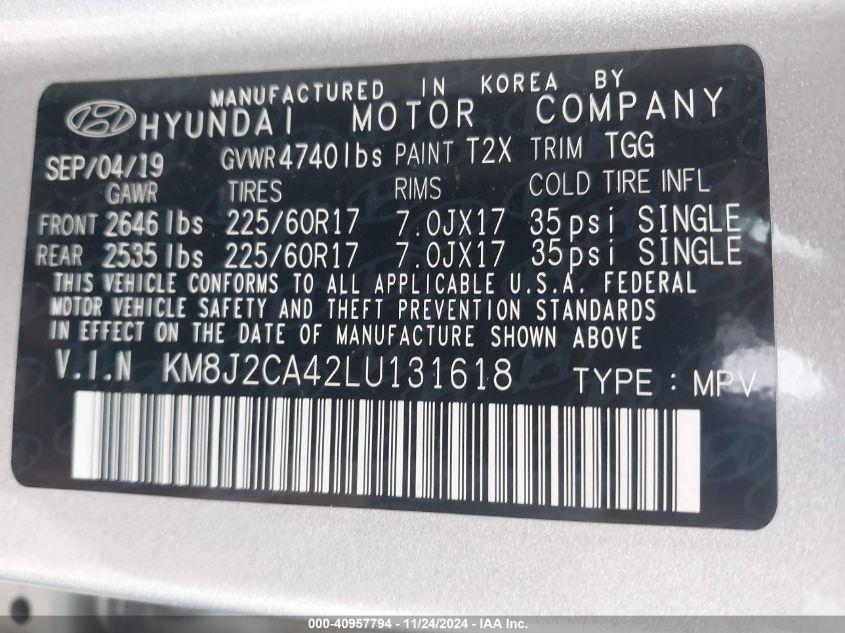 MANUFACTURED IN KOREA BY
HYUNDAI MOTOR COMPANY
SEP/04/19 GVWR 4740lbs PAINT T2X TRIM TGG
GAWR TIRES RIMS COLD TIRE INFL
FRONT 2646 lbs 225/60R17 7.0JX17 35psi SINGLE
REAR 2535 lbs 225/60R17 7.0JX17 35psi SINGLE
THIS VEHICLE CONFORMS TO ALL APPLICABLE U.S.A. FEDERAL
MOTOR VEHICLE SAFETY AND THEFT PREVENTION STANDARDS
IN EFFECT ON THE DATE OF MANUFACTURE SHOWN ABOVE
V.I.N KM8J2CA42LU131618 TYPE : MPV
000-40957794 - 11/24/2024 - IAA Inc.